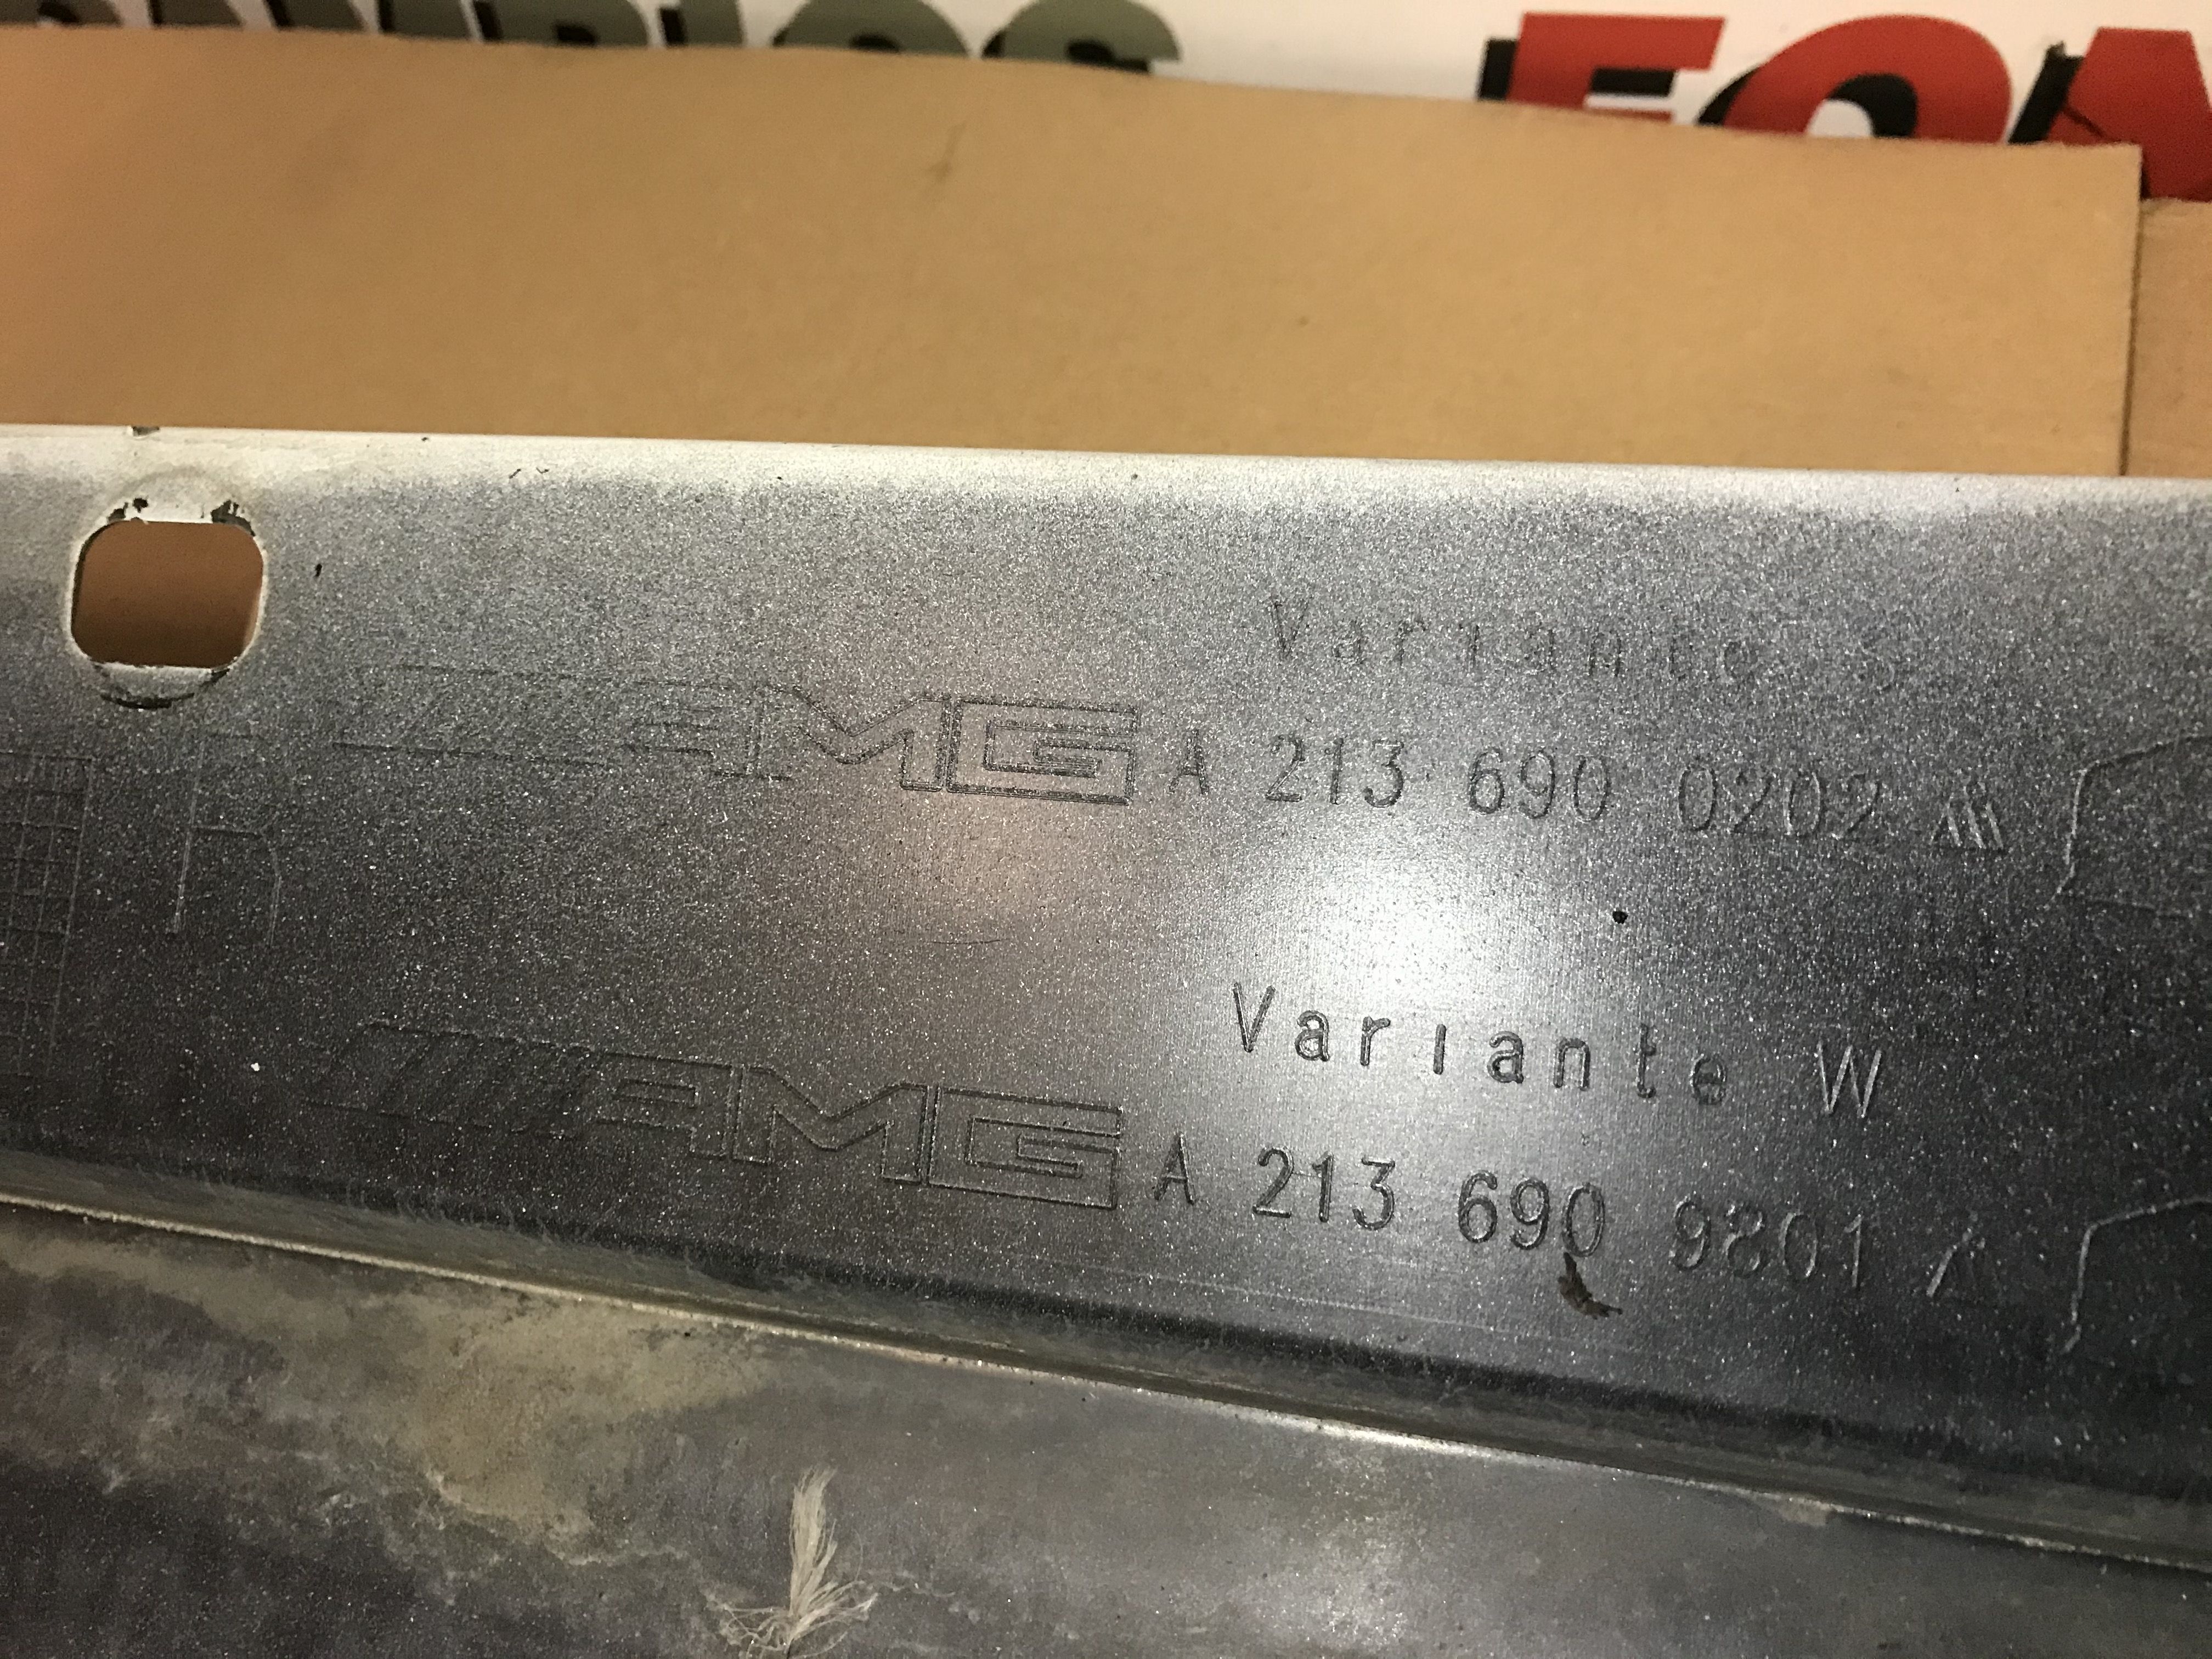 Variante S
AMG A 213 690 0202
R
Variante W
AMG A 213 690 9801